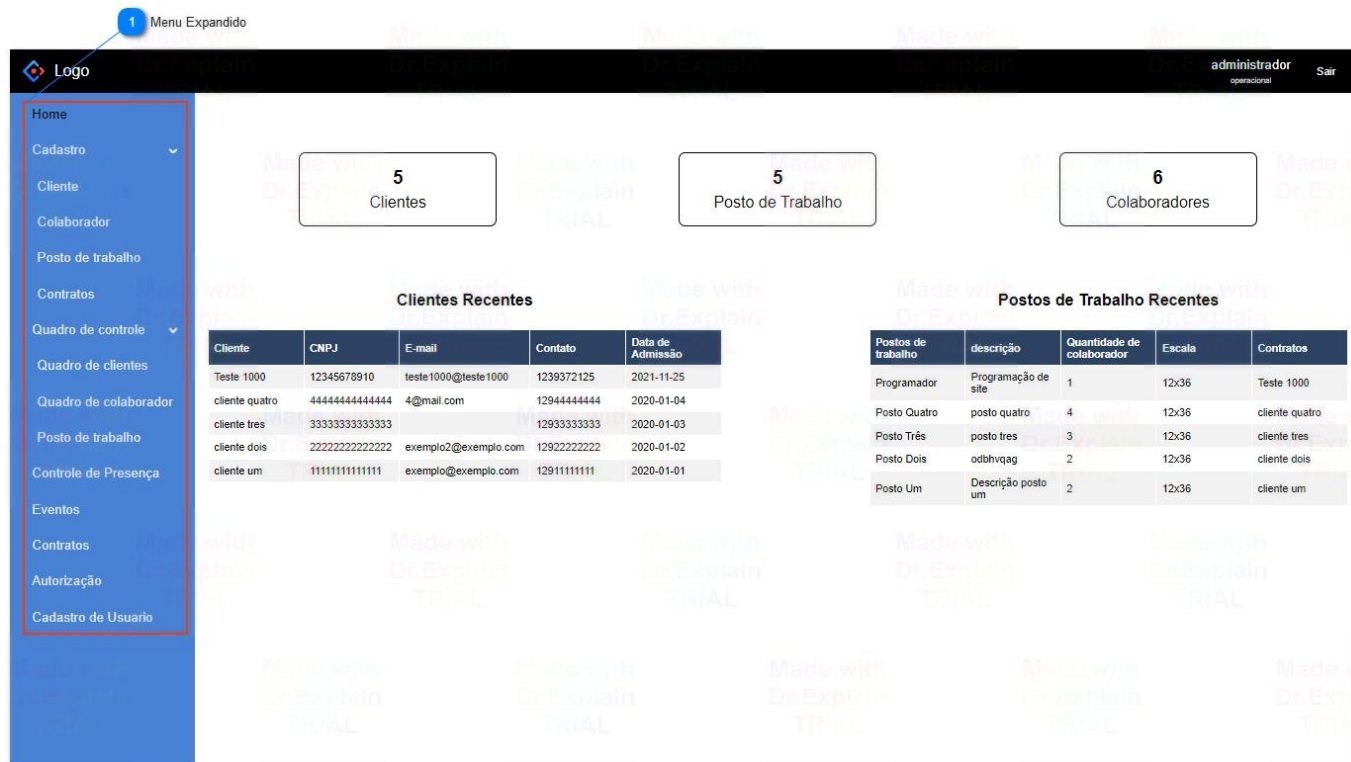 1 Menu Expandido
Logo
administrador
operacional
Sair
Home
Cadastro
Cliente
Colaborador
Posto de trabalho
Contratos
Quadro de controle
Quadro de clientes
Quadro de colaborador
Posto de trabalho
Controle de Presença
Eventos
Contratos
Autorização
Cadastro de Usuario
5
Clientes
5
Posto de Trabalho
6
Colaboradores
Clientes Recentes
Cliente CNPJ E-mail Contato Data de Admissão
Teste 1000 12345678910 teste1000@teste1000 1239372125 2021-11-25
cliente quatro 44444444444444 4@mail.com 12944444444 2020-01-04
cliente tres 33333333333333 12933333333 2020-01-03
cliente dois 22222222222222 exemplo2@exemplo.com 12922222222 2020-01-02
cliente um 11111111111111 exemplo@exemplo.com 12911111111 2020-01-01
Postos de Trabalho Recentes
Postos de trabalho descrição Quantidade de colaborador Escala Contratos
Programador Programação de site 1 12x36 Teste 1000
Posto Quatro posto quatro 4 12x36 cliente quatro
Posto Três posto tres 3 12x36 cliente tres
Posto Dois odbhvqag 2 12x36 cliente dois
Posto Um Descrição posto um 2 12x36 cliente um
Made with
Dr.Explain
TRIAL